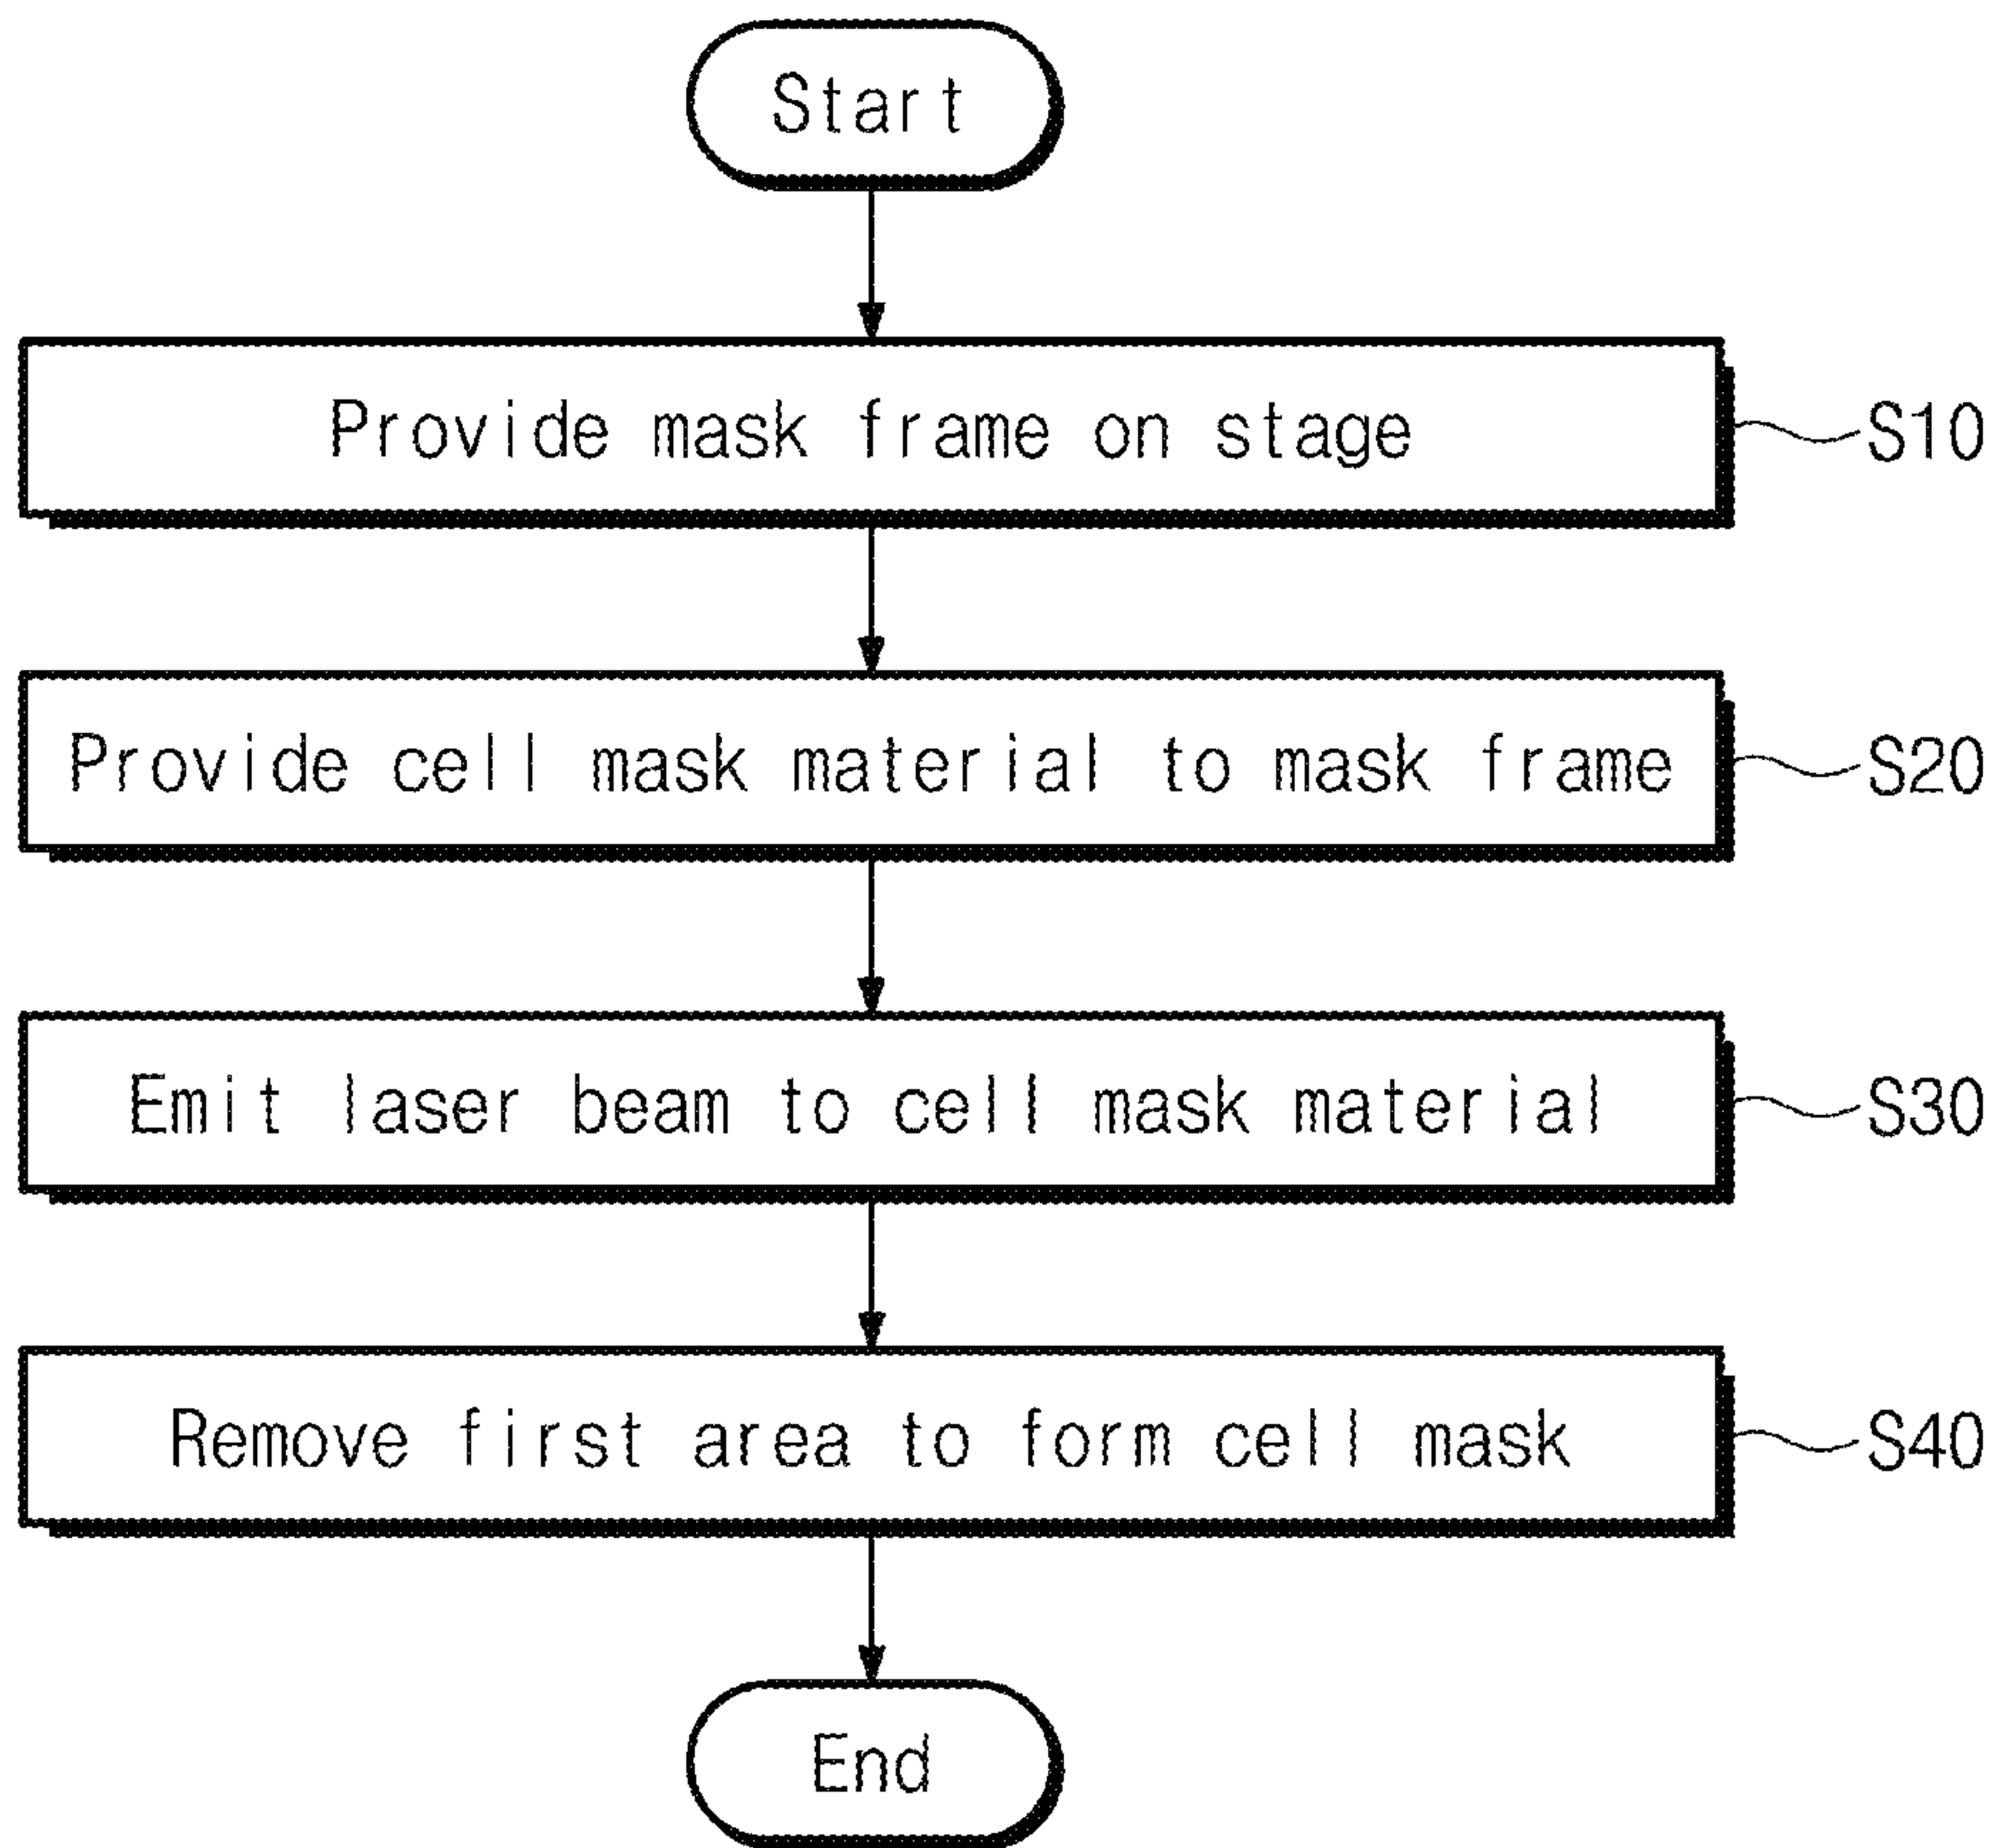 Start
Provide mask frame on stage
S10
Provide cell mask material to mask frame
S20
Emit laser beam to cell mask material
S30
Remove first area to form cell mask
S40
End